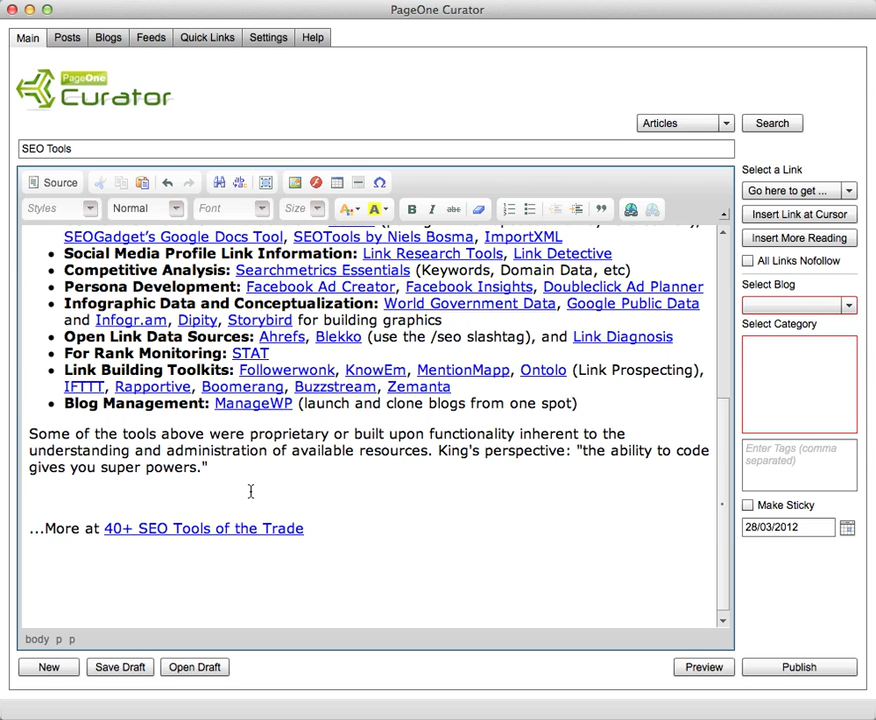 PageOne Curator
Main Posts Blogs Feeds Quick Links Settings Help
PageOne
Curator
Articles Search
SEO Tools
Select a Link
Source
Go here to get ...
Styles Normal Font Size
Insert Link at Cursor
Insert More Reading
All Links Nofollow
Select Blog
Select Category
SEOGadget's Google Docs Tool, SEOTools by Niels Bosma, ImportXML
• Social Media Profile Link Information: Link Research Tools, Link Detective
• Competitive Analysis: Searchmetrics Essentials (Keywords, Domain Data, etc)
• Persona Development: Facebook Ad Creator, Facebook Insights, Doubleclick Ad Planner
• Infographic Data and Conceptualization: World Government Data, Google Public Data
and Infogr.am, Dipity, Storybird for building graphics
• Open Link Data Sources: Ahrefs, Blekko (use the /seo slashtag), and Link Diagnosis
• For Rank Monitoring: STAT
• Link Building Toolkits: Followerwonk, KnowEm, MentionMapp, Ontolo (Link Prospecting),
IFTTT, Rapportive, Boomerang, Buzzstream, Zemanta
• Blog Management: ManageWP (launch and clone blogs from one spot)
Some of the tools above were proprietary or built upon functionality inherent to the
understanding and administration of available resources. King's perspective: "the ability to code
gives you super powers."
...More at 40+ SEO Tools of the Trade
Enter Tags (comma
separated)
Make Sticky
28/03/2012
body p p
New Save Draft Open Draft Preview Publish